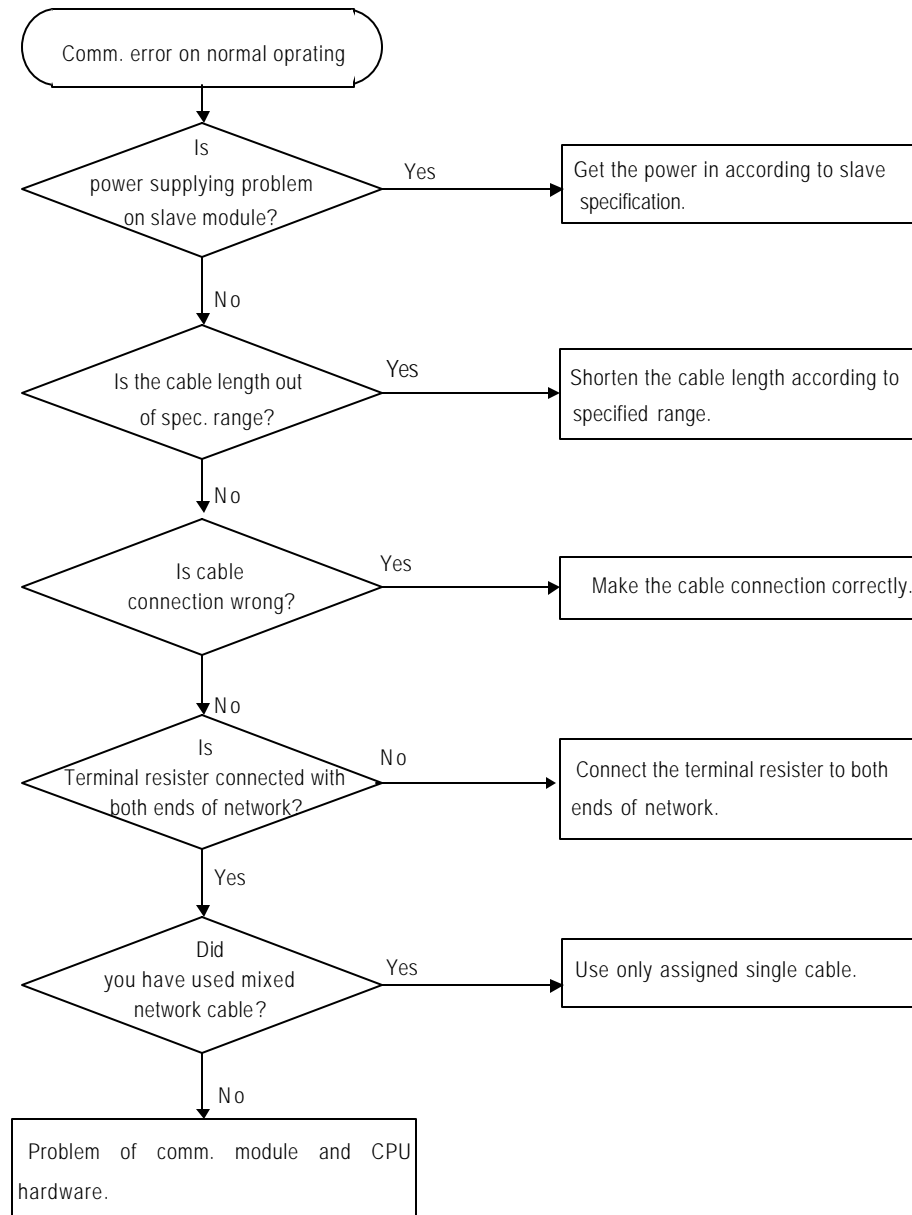 Comm. error on normal oprating
Is
power supplying problem
on slave module?
Yes
Get the power in according to slave
specification.
No
Is the cable length out
of spec. range?
Yes
Shorten the cable length according to
specified range.
No
Is cable
connection wrong?
Yes
Make the cable connection correctly.
No
Is
Terminal resister connected with
both ends of network?
No
Connect the terminal resister to both
ends of network.
Yes
Did
you have used mixed
network cable?
Yes
Use only assigned single cable.
No
Problem of comm. module and CPU
hardware.